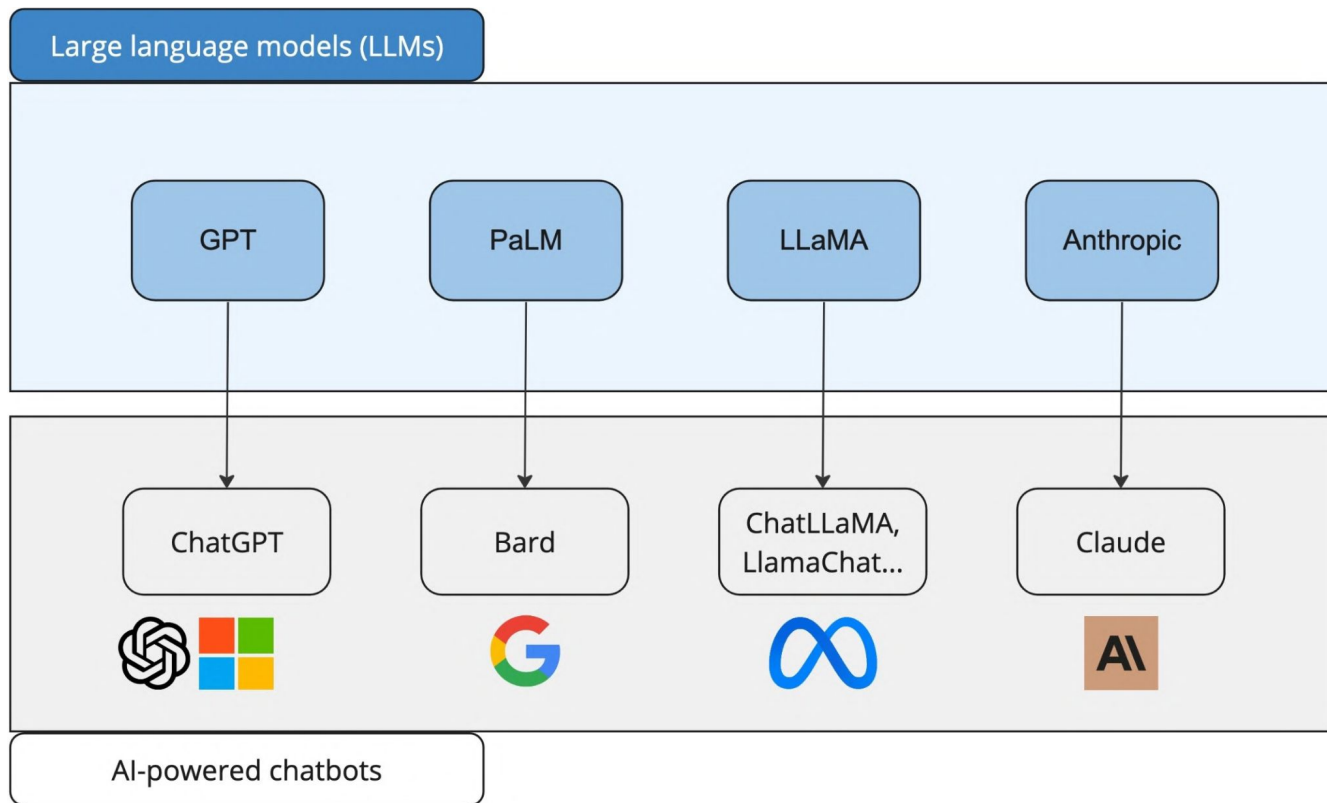 Large language models (LLMs)
GPT
PaLM
LLaMA
Anthropic
ChatGPT
Bard
ChatLLaMA,
LlamaChat...
Claude
AI-powered chatbots